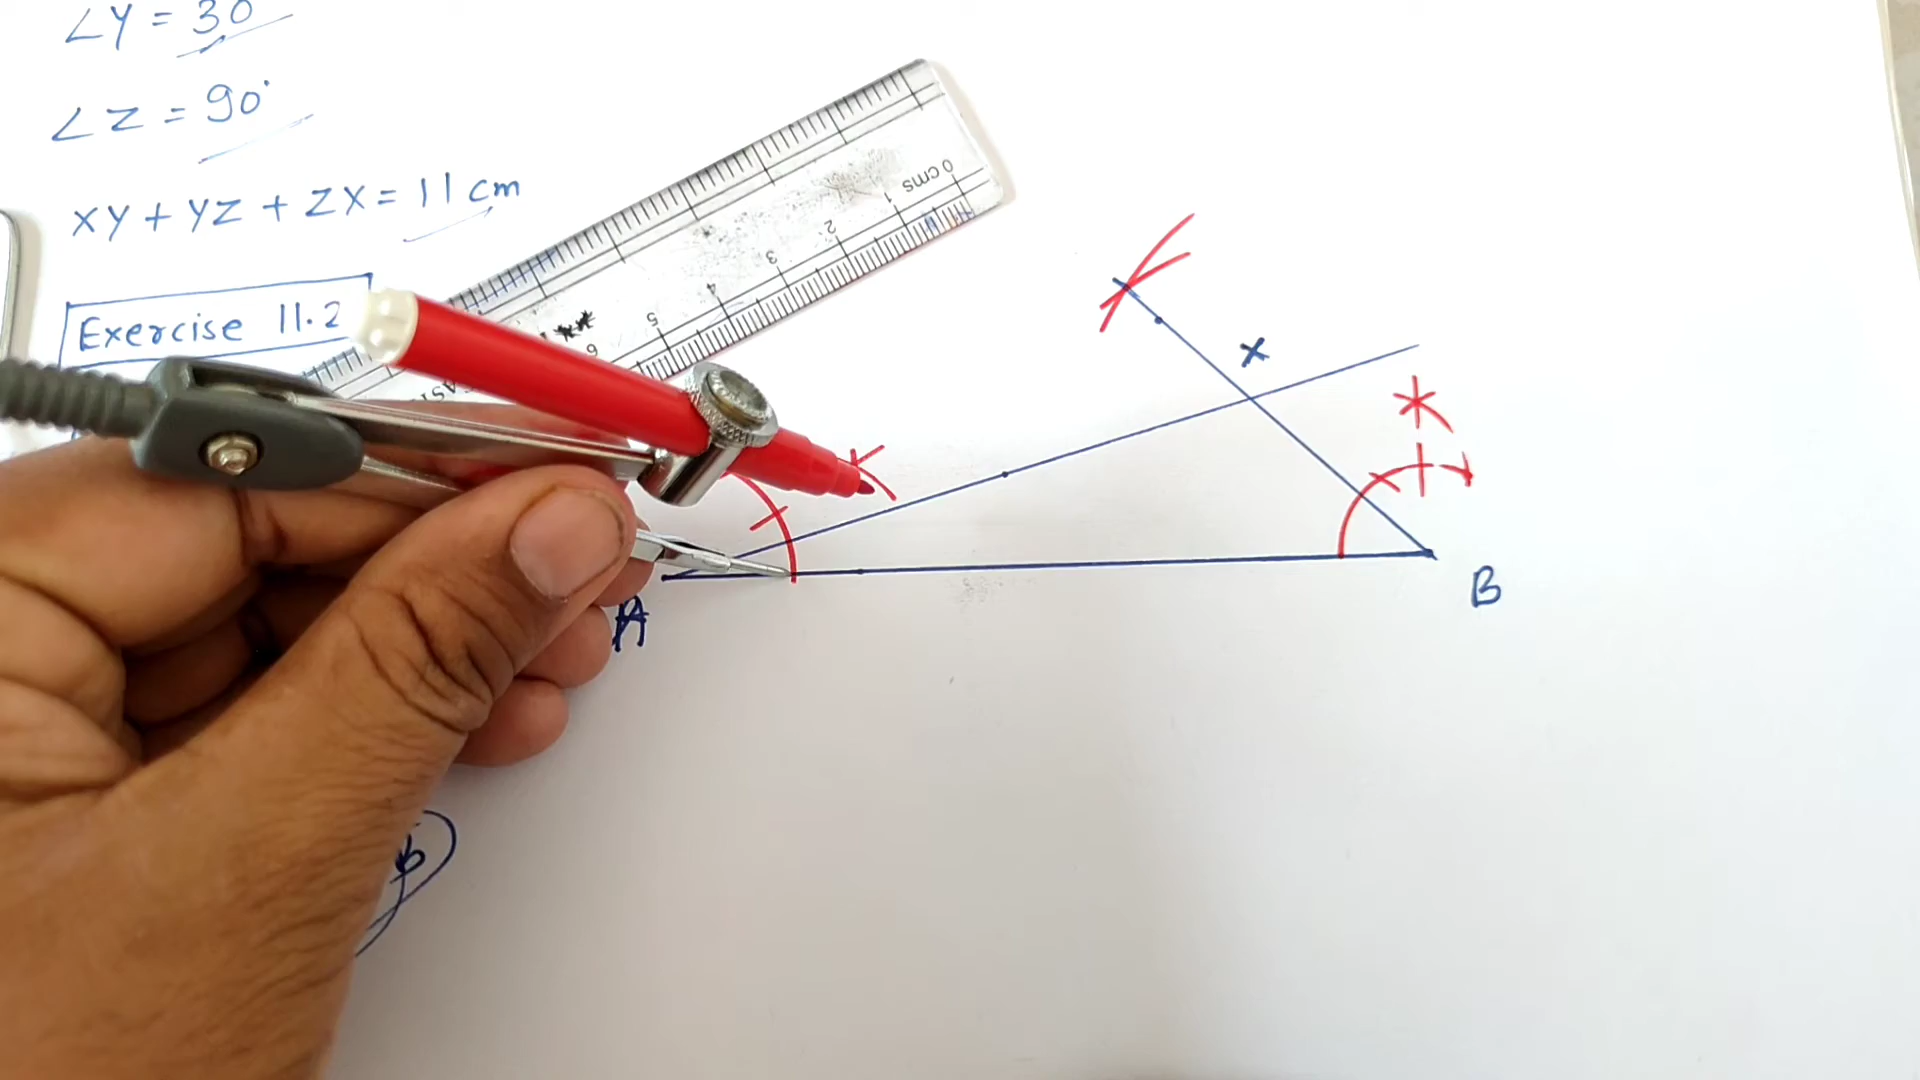 ∠Y = 30
∠Z = 90°
XY + YZ + ZX = 11 cm
Exercise 11.2
0 cms 1 2 3 4 5 6
X
A
B